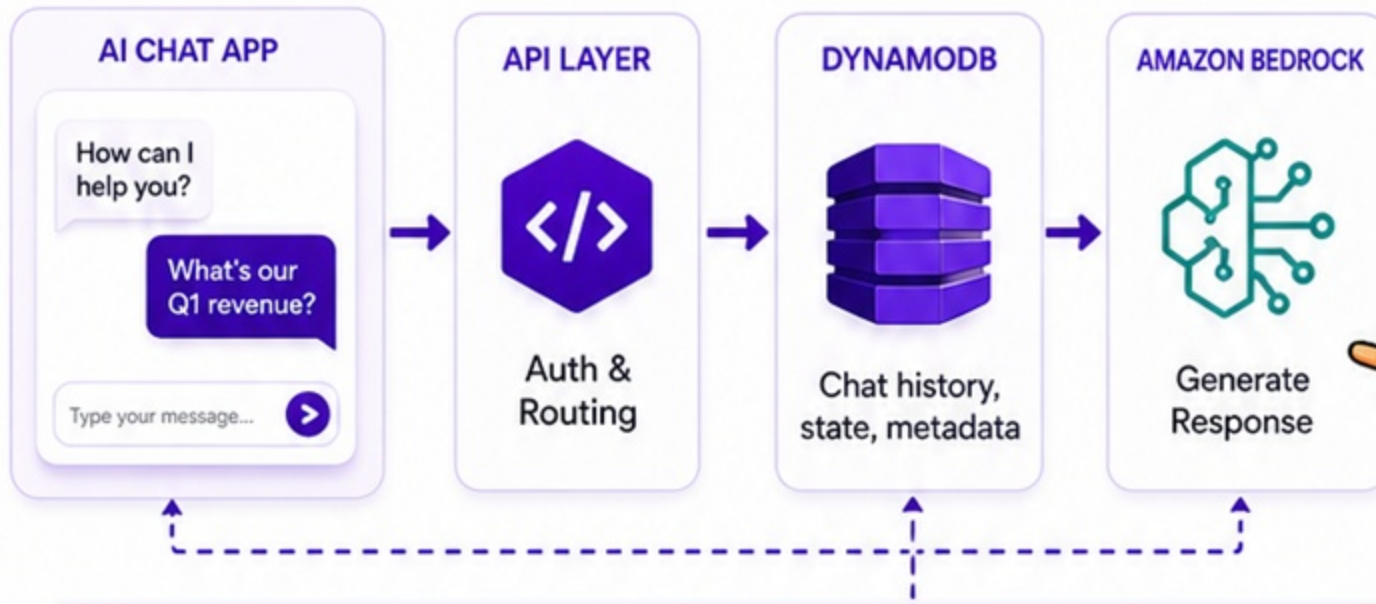 AI CHAT APP
How can I
help you?
What's our
Q1 revenue?
Type your message...
API LAYER
</>
Auth &
Routing
DYNAMODB
Chat history,
state, metadata
AMAZON BEDROCK
Generate
Response